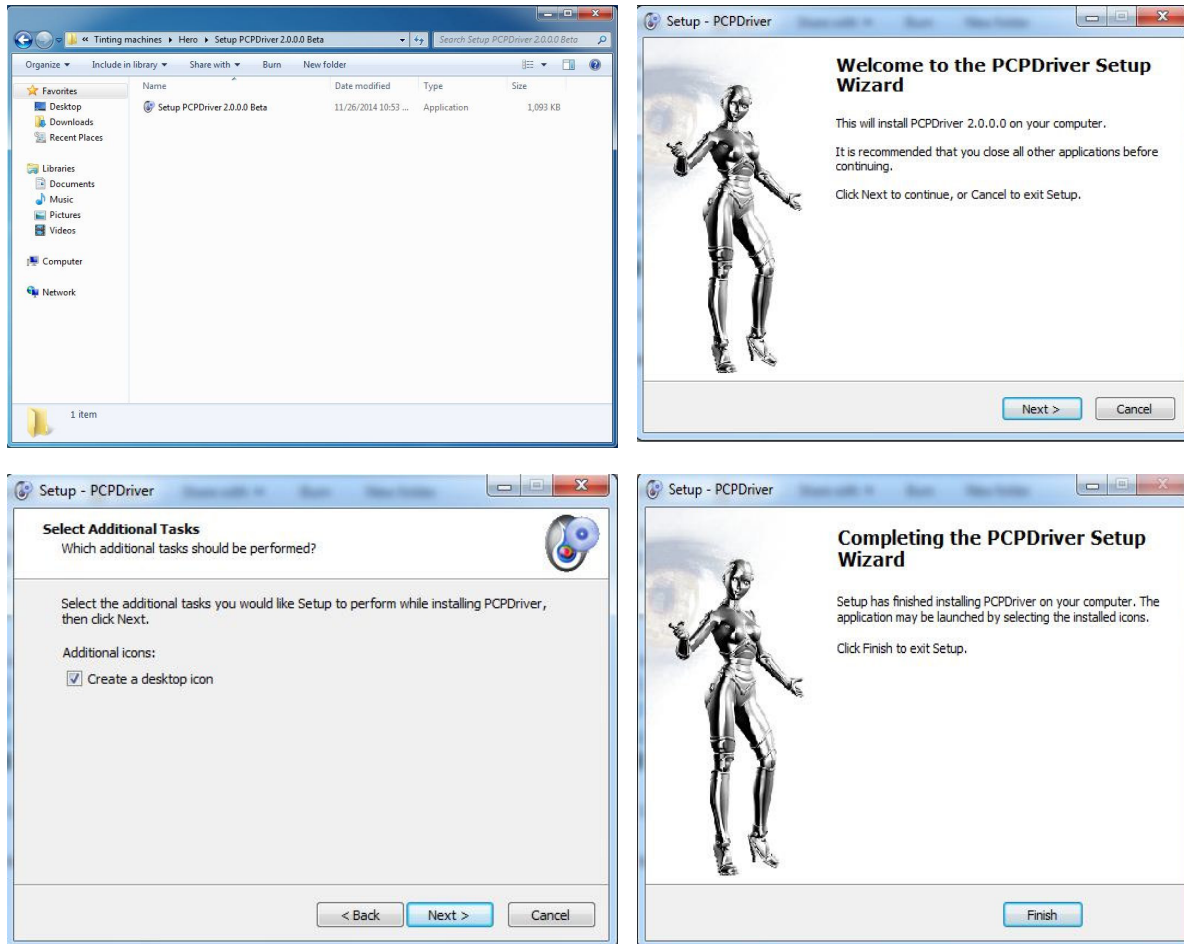 « Tinting machines ▸ Hero ▸ Setup PCPDriver 2.0.0.0 Beta
Search Setup PCPDriver 2.0.0.0 Beta
Organize Include in library Share with Burn New folder
Favorites
Desktop
Downloads
Recent Places
Libraries
Documents
Music
Pictures
Videos
Computer
Network
Name Date modified Type Size
Setup PCPDriver 2.0.0.0 Beta 11/26/2014 10:53 ... Application 1,093 KB
1 item
Setup - PCPDriver
Welcome to the PCPDriver Setup
Wizard
This will install PCPDriver 2.0.0.0 on your computer.
It is recommended that you close all other applications before
continuing.
Click Next to continue, or Cancel to exit Setup.
Next > Cancel
Setup - PCPDriver
Select Additional Tasks
Which additional tasks should be performed?
Select the additional tasks you would like Setup to perform while installing PCPDriver,
then click Next.
Additional icons:
Create a desktop icon
< Back Next > Cancel
Setup - PCPDriver
Completing the PCPDriver Setup
Wizard
Setup has finished installing PCPDriver on your computer. The
application may be launched by selecting the installed icons.
Click Finish to exit Setup.
Finish